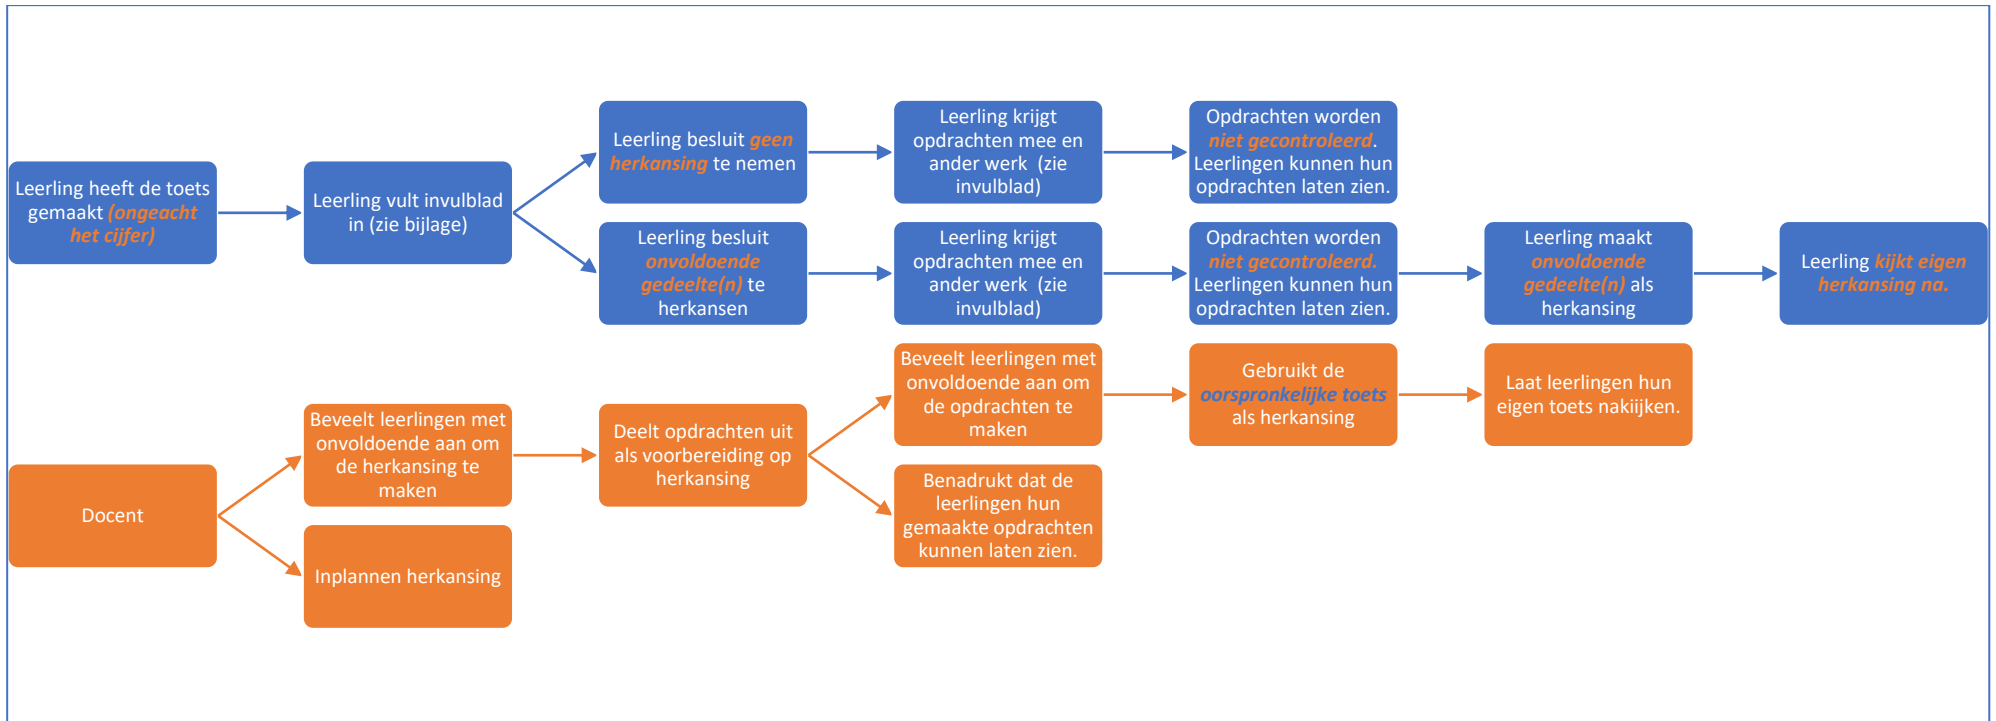 Leerling heeft de toets
gemaakt (ongeacht
het cijfer)
Leerling vult invulblad
in (zie bijlage)
Leerling besluit geen
herkansing te nemen
Leerling krijgt
opdrachten mee en
ander werk  (zie
invulblad)
Opdrachten worden
niet gecontroleerd.
Leerlingen kunnen hun
opdrachten laten zien.
Leerling besluit
onvoldoende
gedeelte(n) te
herkansen
Leerling krijgt
opdrachten mee en
ander werk  (zie
invulblad)
Opdrachten worden
niet gecontroleerd.
Leerlingen kunnen hun
opdrachten laten zien.
Leerling maakt
onvoldoende
gedeelte(n) als
herkansing
Leerling kijkt eigen
herkansing na.
Docent
Beveelt leerlingen met
onvoldoende aan om
de herkansing te
maken
Deelt opdrachten uit
als voorbereiding op
herkansing
Beveelt leerlingen met
onvoldoende aan om
de opdrachten te
maken
Gebruikt de
oorspronkelijke toets
als herkansing
Laat leerlingen hun
eigen toets nakiijken.
Benadrukt dat de
leerlingen hun
gemaakte opdrachten
kunnen laten zien.
Inplannen herkansing